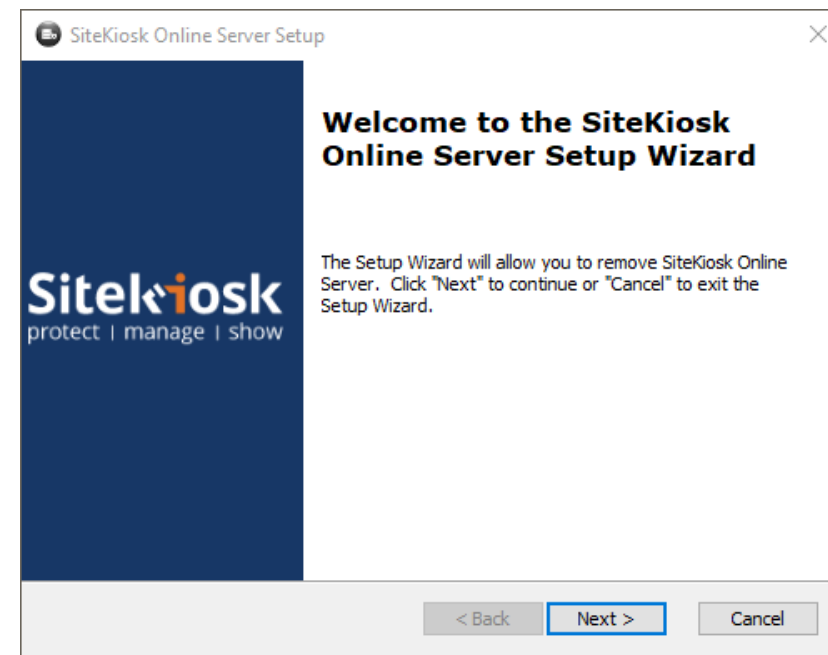 SiteKiosk Online Server Setup
Welcome to the SiteKiosk
Online Server Setup Wizard
The Setup Wizard will allow you to remove SiteKiosk Online
Server. Click "Next" to continue or "Cancel" to exit the
Setup Wizard.
Sitekiosk
protect | manage | show
< Back Next > Cancel